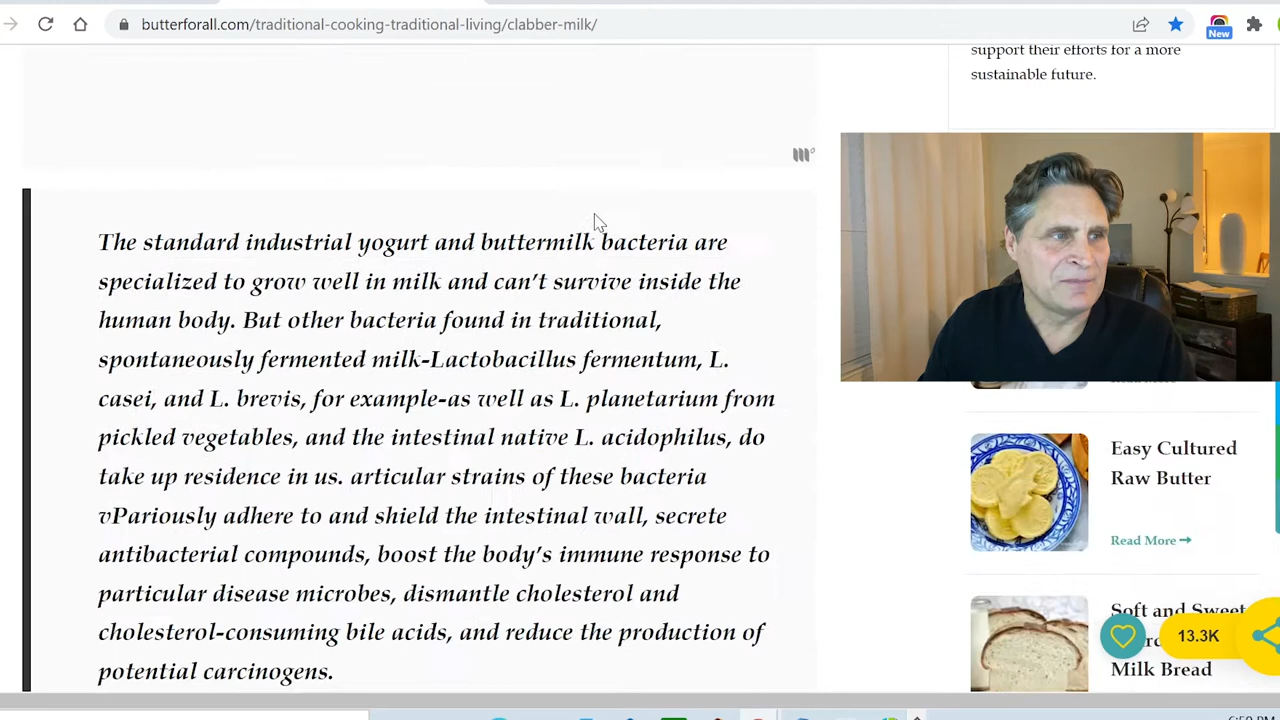 butterforall.com/traditional-cooking-traditional-living/clabber-milk/
New
support their efforts for a more
sustainable future.
The standard industrial yogurt and buttermilk bacteria are
specialized to grow well in milk and can't survive inside the
human body. But other bacteria found in traditional,
spontaneously fermented milk-Lactobacillus fermentum, L.
casei, and L. brevis, for example-as well as L. planetarium from
pickled vegetables, and the intestinal native L. acidophilus, do
take up residence in us. articular strains of these bacteria
vPariously adhere to and shield the intestinal wall, secrete
antibacterial compounds, boost the body's immune response to
particular disease microbes, dismantle cholesterol and
cholesterol-consuming bile acids, and reduce the production of
potential carcinogens.
Easy Cultured
Raw Butter
Read More
Soft and Sweet
Milk Bread
13.3K